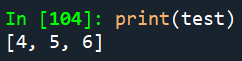 In [104]: print(test)
[4, 5, 6]